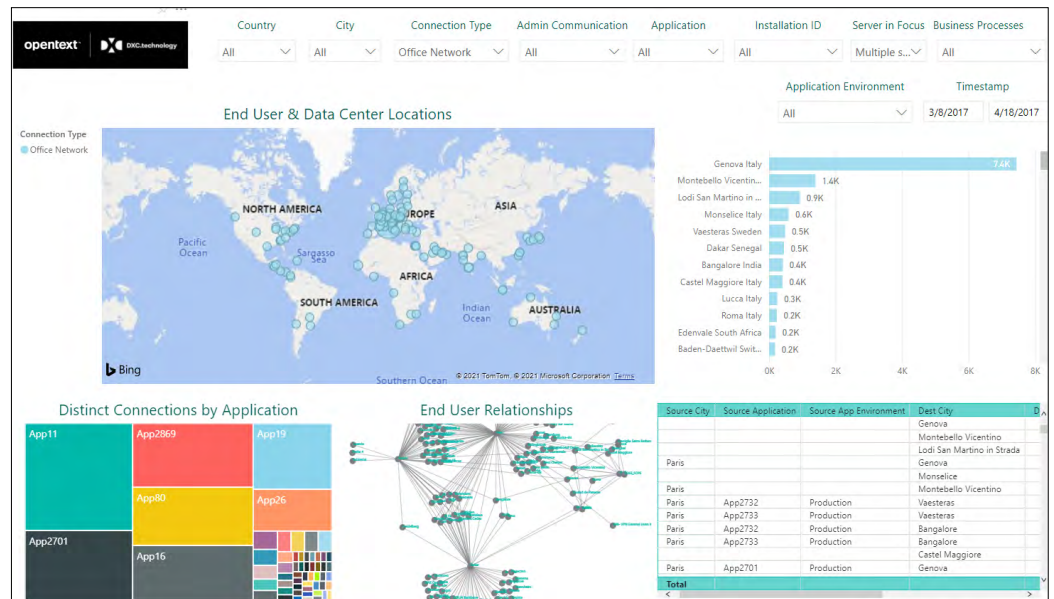 Country City Connection Type Admin Communication Application Installation ID Server in Focus Business Processes
opentext™ DXC.technology
All All Office Network All All All Multiple s... All
Application Environment Timestamp
All 3/8/2017 4/18/2017
End User & Data Center Locations
Connection Type
Office Network
NORTH AMERICA
ASIA
Pacific
Ocean
Sargasso
Sea
AFRICA
SOUTH AMERICA
Indian
Ocean
AUSTRALIA
Bing
Southern Ocean
© 2021 TomTom, © 2021 Microsoft Corporation Terms
Genova Italy 7.4K
Montebello Vicentin... 1.4K
Lodi San Martino in ... 0.9K
Monselice Italy 0.6K
Vaesteras Sweden 0.5K
Dakar Senegal 0.5K
Bangalore India 0.4K
Castel Maggiore Italy 0.4K
Lucca Italy 0.3K
Roma Italy 0.2K
Edenvale South Africa 0.2K
Baden-Daettwil Swit... 0.2K
0K 2K 4K 6K 8K
Distinct Connections by Application
App11 App2869 App19
App80 App26
App2701 App16
End User Relationships
Source City Source Application Source App Environment Dest City D
Genova
Montebello Vicentino
Lodi San Martino in Strada
Paris Genova
Monselice
Paris Montebello Vicentino
Paris App2732 Production Vaesteras
Paris App2733 Production Vaesteras
Paris App2732 Production Bangalore
Paris App2733 Production Bangalore
Castel Maggiore
Paris App2701 Production Genova
Total